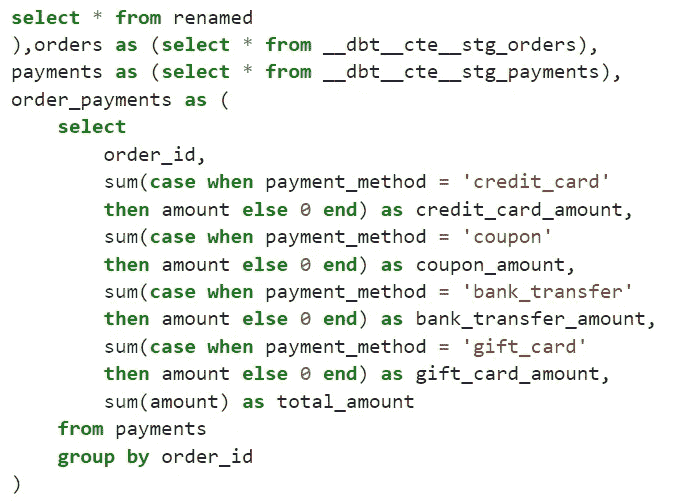 select * from renamed
),orders as (select * from __dbt__cte__stg_orders),
payments as (select * from __dbt__cte__stg_payments),
order_payments as (
    select
        order_id,
        sum(case when payment_method = 'credit_card'
        then amount else 0 end) as credit_card_amount,
        sum(case when payment_method = 'coupon'
        then amount else 0 end) as coupon_amount,
        sum(case when payment_method = 'bank_transfer'
        then amount else 0 end) as bank_transfer_amount,
        sum(case when payment_method = 'gift_card'
        then amount else 0 end) as gift_card_amount,
        sum(amount) as total_amount
    from payments
    group by order_id
)